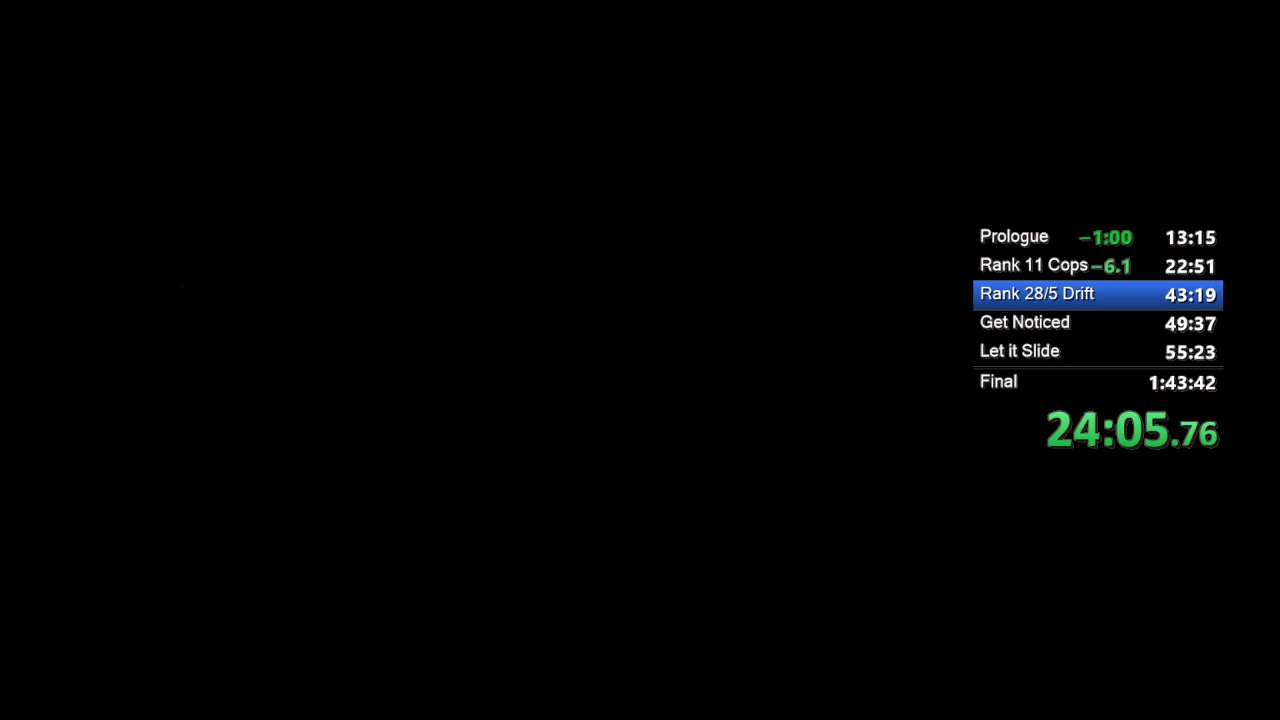 Prologue −1:00 13:15
Rank 11 Cops −6.1 22:51
Rank 28/5 Drift 43:19
Get Noticed 49:37
Let it Slide 55:23
Final 1:43:42
24:05.76